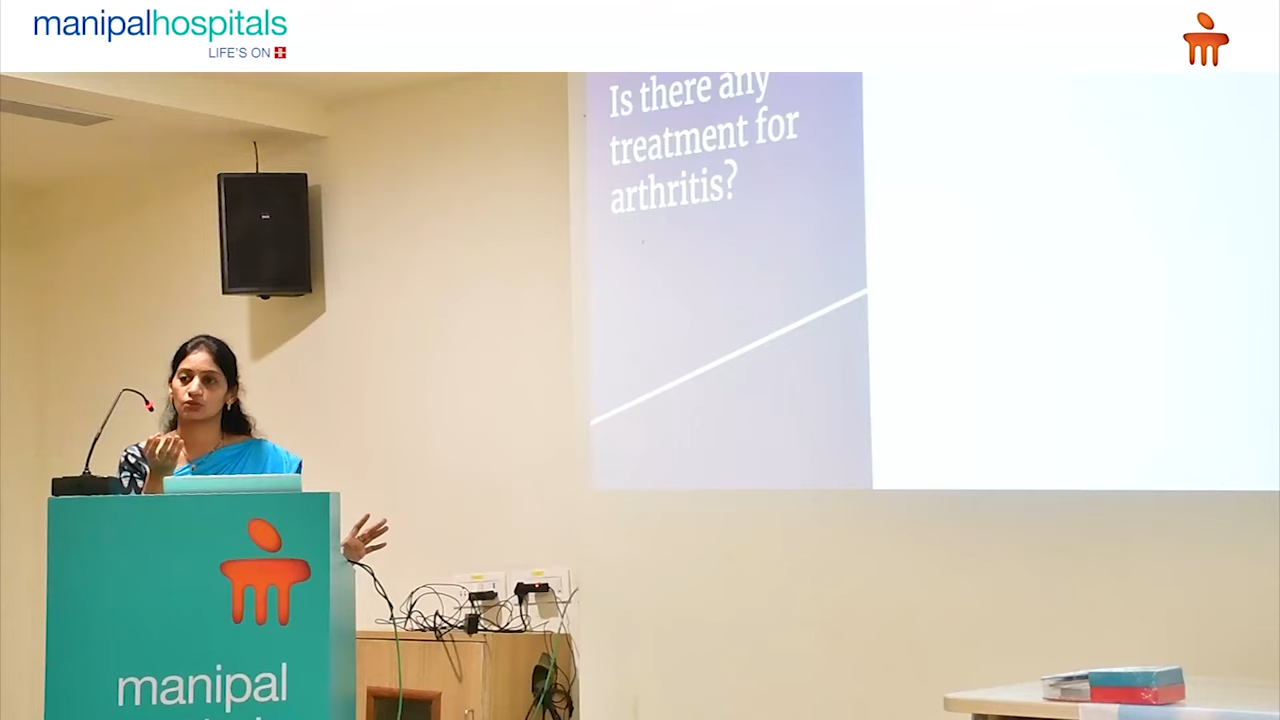 manipalhospitals
LIFE'S ON
Is there any
treatment for
arthritis?
manipal